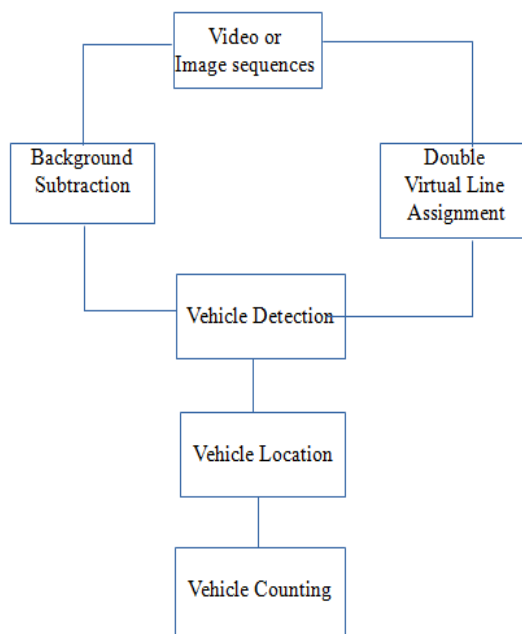 Video or
Image sequences
Background
Subtraction
Double
Virtual Line
Assignment
Vehicle Detection
Vehicle Location
Vehicle Counting